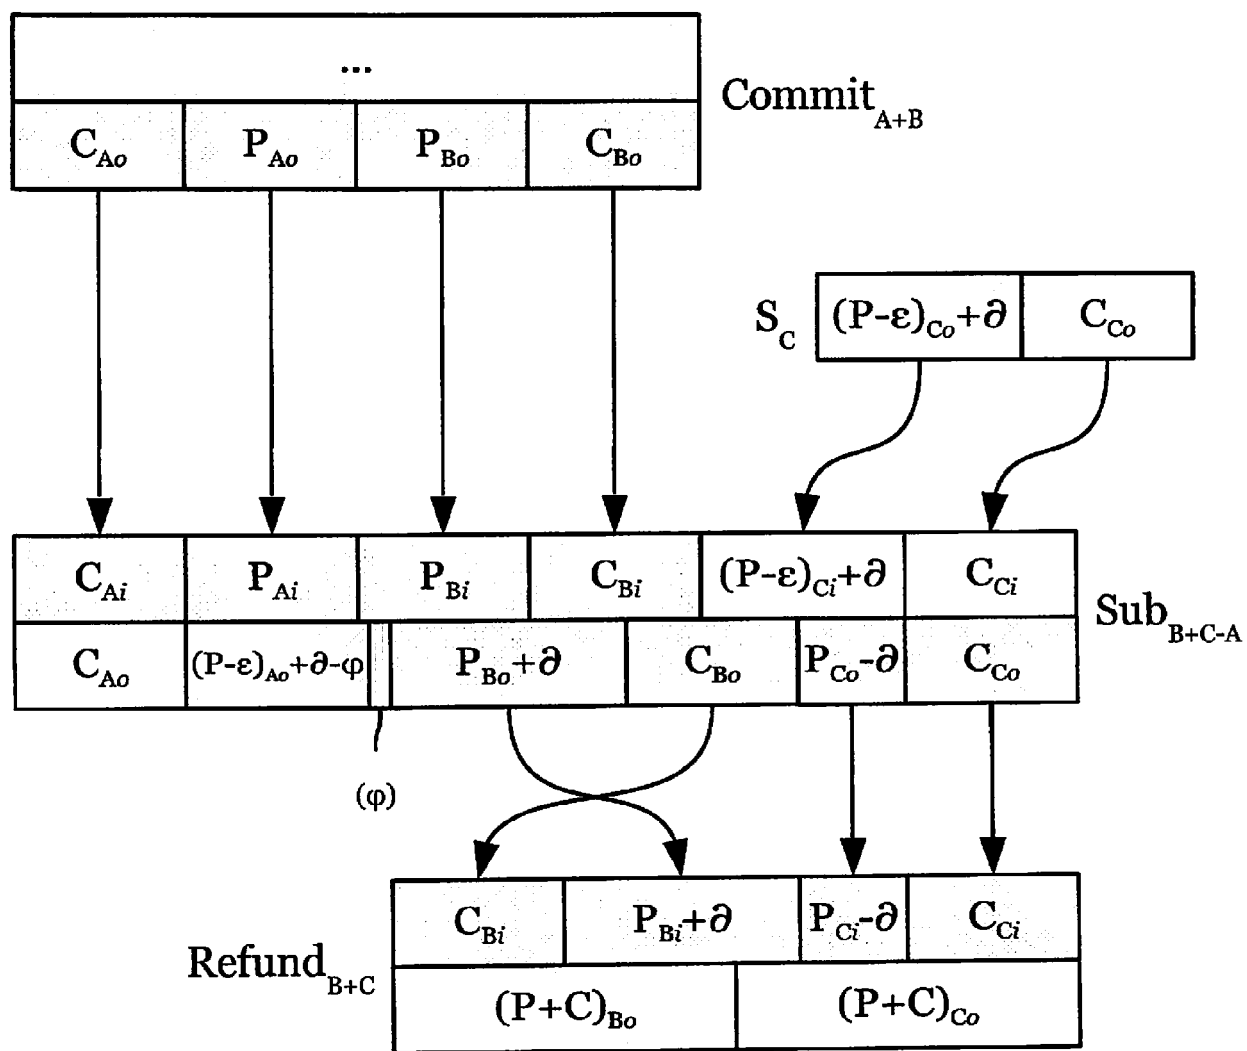 ...
Commit A+B
C Ao P Ao P Bo C Bo
S C (P-ε) Co +∂ C Co
C Ai P Ai P Bi C Bi (P-ε) Ci +∂ C Ci
Sub B+C-A
C Ao (P-ε) Ao +∂-φ P Bo +∂ C Bo P Co -∂ C Co
(φ)
C Bi P Bi +∂ P Ci -∂ C Ci
Refund B+C
(P+C) Bo (P+C) Co